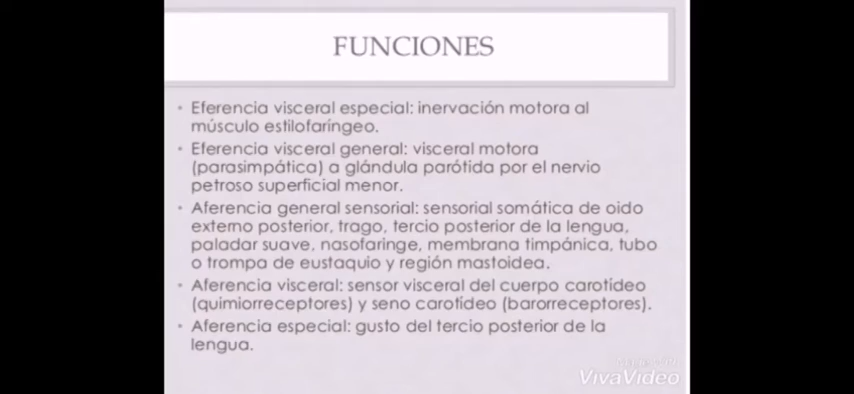 FUNCIONES
• Eferencia visceral especial: inervación motora al
músculo estilofaríngeo.
• Eferencia visceral general: visceral motora
(parasimpática) a glándula parótida por el nervio
petroso superficial menor.
• Aferencia general sensorial: sensorial somática de oido
externo posterior, trago, tercio posterior de la lengua,
paladar suave, nasofaringe, membrana timpánica, tubo
o trompa de eustaquio y región mastoidea.
• Aferencia visceral: sensor visceral del cuerpo carotídeo
(quimiorreceptores) y seno carotídeo (barorreceptores).
• Aferencia especial: gusto del tercio posterior de la
lengua.
VivaVideo